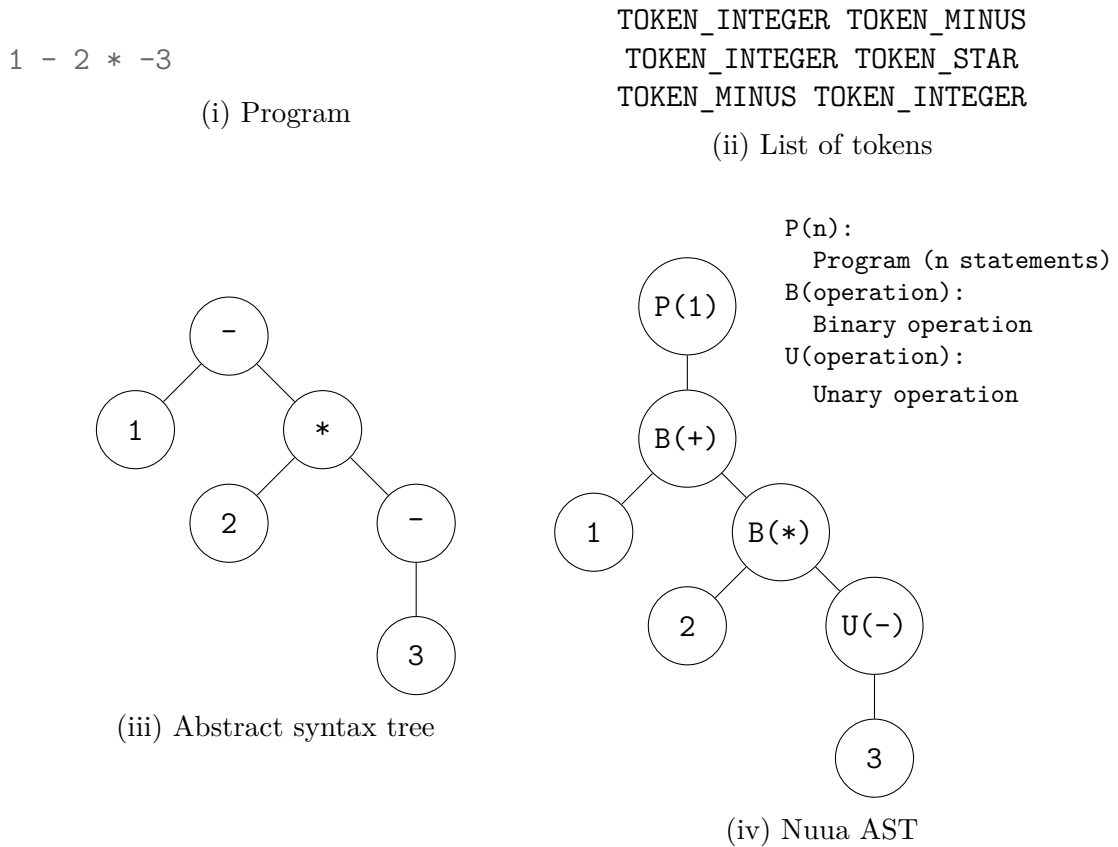 1 - 2 * -3
(i) Program
TOKEN_INTEGER TOKEN_MINUS
TOKEN_INTEGER TOKEN_STAR
TOKEN_MINUS TOKEN_INTEGER
(ii) List of tokens
-
1
*
2
-
3
(iii) Abstract syntax tree
P(n):
Program (n statements)
B(operation):
Binary operation
U(operation):
Unary operation
P(1)
B(+)
1
B(*)
2
U(-)
3
(iv) Nuua AST